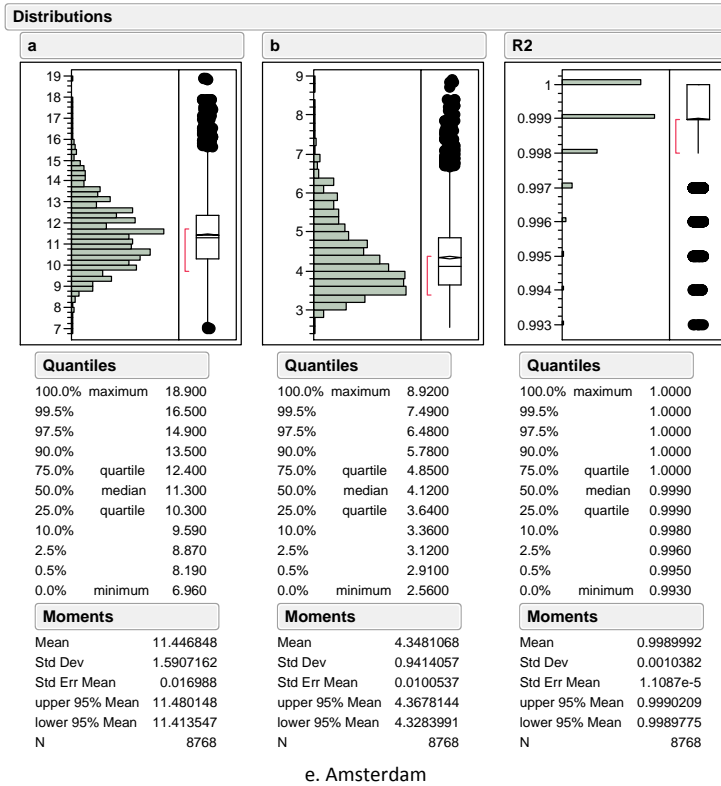 Distributions
a
19
18
17
16
15
14
13
12
11
10
9
8
7
Quantiles
100.0% maximum 18.900
99.5% 16.500
97.5% 14.900
90.0% 13.500
75.0% quartile 12.400
50.0% median 11.300
25.0% quartile 10.300
10.0% 9.590
2.5% 8.870
0.5% 8.190
0.0% minimum 6.960
Moments
Mean 11.446848
Std Dev 1.5907162
Std Err Mean 0.016988
upper 95% Mean 11.480148
lower 95% Mean 11.413547
N 8768
b
9
8
7
6
5
4
3
Quantiles
100.0% maximum 8.9200
99.5% 7.4900
97.5% 6.4800
90.0% 5.7800
75.0% quartile 4.8500
50.0% median 4.1200
25.0% quartile 3.6400
10.0% 3.3600
2.5% 3.1200
0.5% 2.9100
0.0% minimum 2.5600
Moments
Mean 4.3481068
Std Dev 0.9414057
Std Err Mean 0.0100537
upper 95% Mean 4.3678144
lower 95% Mean 4.3283991
N 8768
R2
1
0.999
0.998
0.997
0.996
0.995
0.994
0.993
Quantiles
100.0% maximum 1.0000
99.5% 1.0000
97.5% 1.0000
90.0% 1.0000
75.0% quartile 1.0000
50.0% median 0.9990
25.0% quartile 0.9990
10.0% 0.9980
2.5% 0.9960
0.5% 0.9950
0.0% minimum 0.9930
Moments
Mean 0.9989992
Std Dev 0.0010382
Std Err Mean 1.1087e-5
upper 95% Mean 0.9990209
lower 95% Mean 0.9989775
N 8768
e. Amsterdam